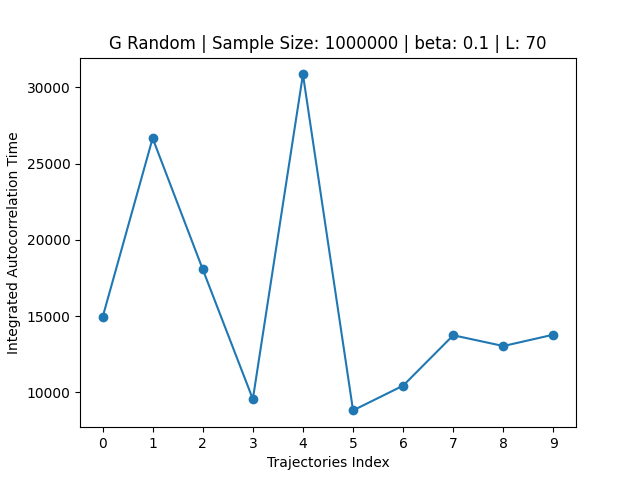 G Random | Sample Size: 1000000 | beta: 0.1 | L: 70
Integrated Autocorrelation Time
30000
25000
20000
15000
10000
0 1 2 3 4 5 6 7 8 9
Trajectories Index